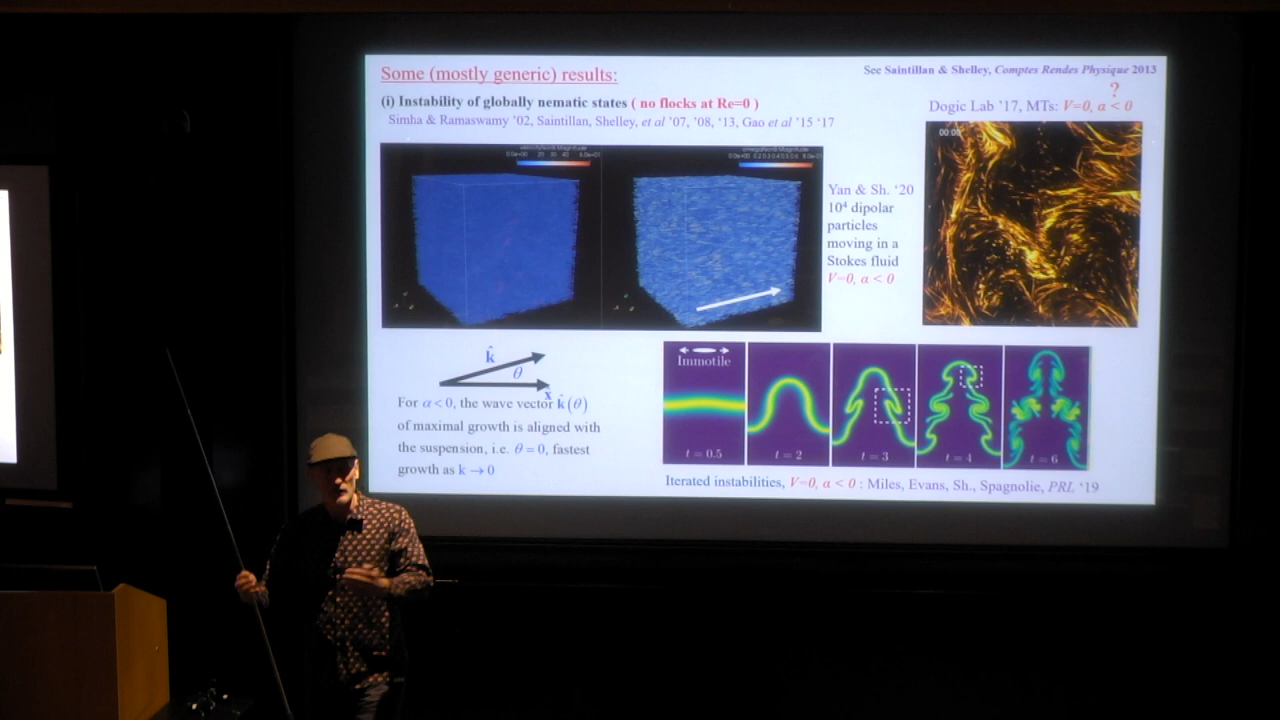 Some (mostly generic) results:
See Saintillan & Shelley, Comptes Rendes Physique 2013
(i) Instability of globally nematic states ( no flocks at Re=0 )
Simha & Ramaswamy '02, Saintillan, Shelley, et al '07, '08, '13, Gao et al '15 '17
?
Dogic Lab '17, MTs: V=0, α < 0
00:00
Yan & Sh. '20
10⁴ dipolar
particles
moving in a
Stokes fluid
V=0, α < 0
k̂
θ
x̂
For α<0, the wave vector k̂(θ)
of maximal growth is aligned with
the suspension, i.e. θ=0, fastest
growth as k → 0
Immotile
t = 0.5
t = 2
t = 3
t = 4
t = 6
Iterated instabilities, V=0, α < 0 : Miles, Evans, Sh., Spagnolie, PRL '19